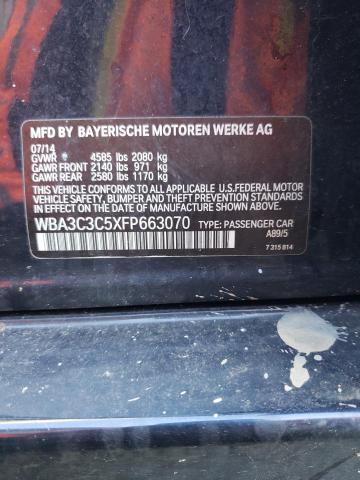 MFD BY BAYERISCHE MOTOREN WERKE AG
07/14
GVWR 4585 lbs 2080 kg
GAWR FRONT 2140 lbs 971 kg
GAWR REAR 2580 lbs 1170 kg
THIS VEHICLE CONFORMS TO ALL APPLICABLE U.S.FEDERAL MOTOR
VEHICLE SAFETY, BUMPER, AND THEFT PREVENTION STANDARDS
IN EFFECT ON THE DATE OF MANUFACTURE SHOWN ABOVE.
WBA3C3C5XFP663070 TYPE: PASSENGER CAR
A89/5
7 315 814